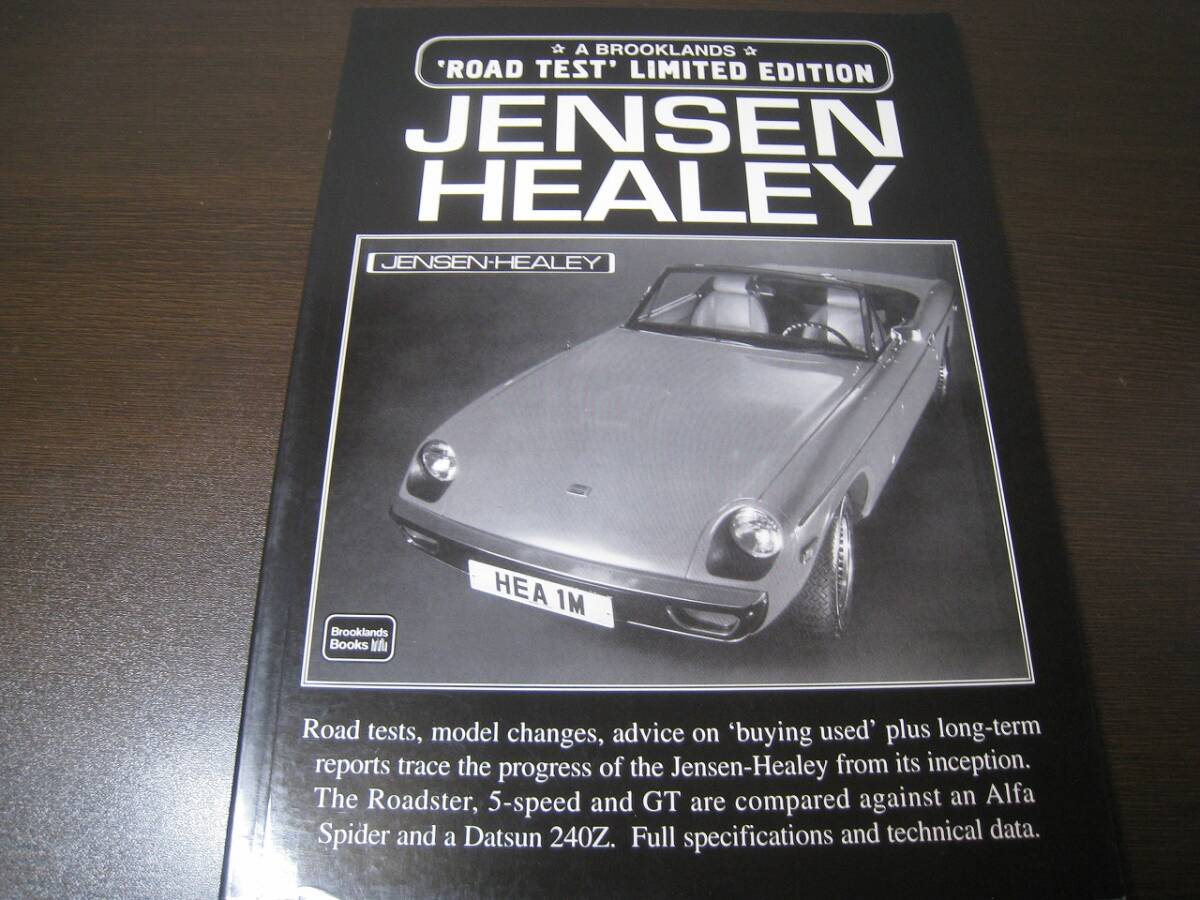 ☆ A BROOKLANDS ☆
'ROAD TEST' LIMITED EDITION
JENSEN
HEALEY
JENSEN-HEALEY
HEA 1M
Brooklands
Books
Road tests, model changes, advice on 'buying used' plus long-term
reports trace the progress of the Jensen-Healey from its inception.
The Roadster, 5-speed and GT are compared against an Alfa
Spider and a Datsun 240Z. Full specifications and technical data.